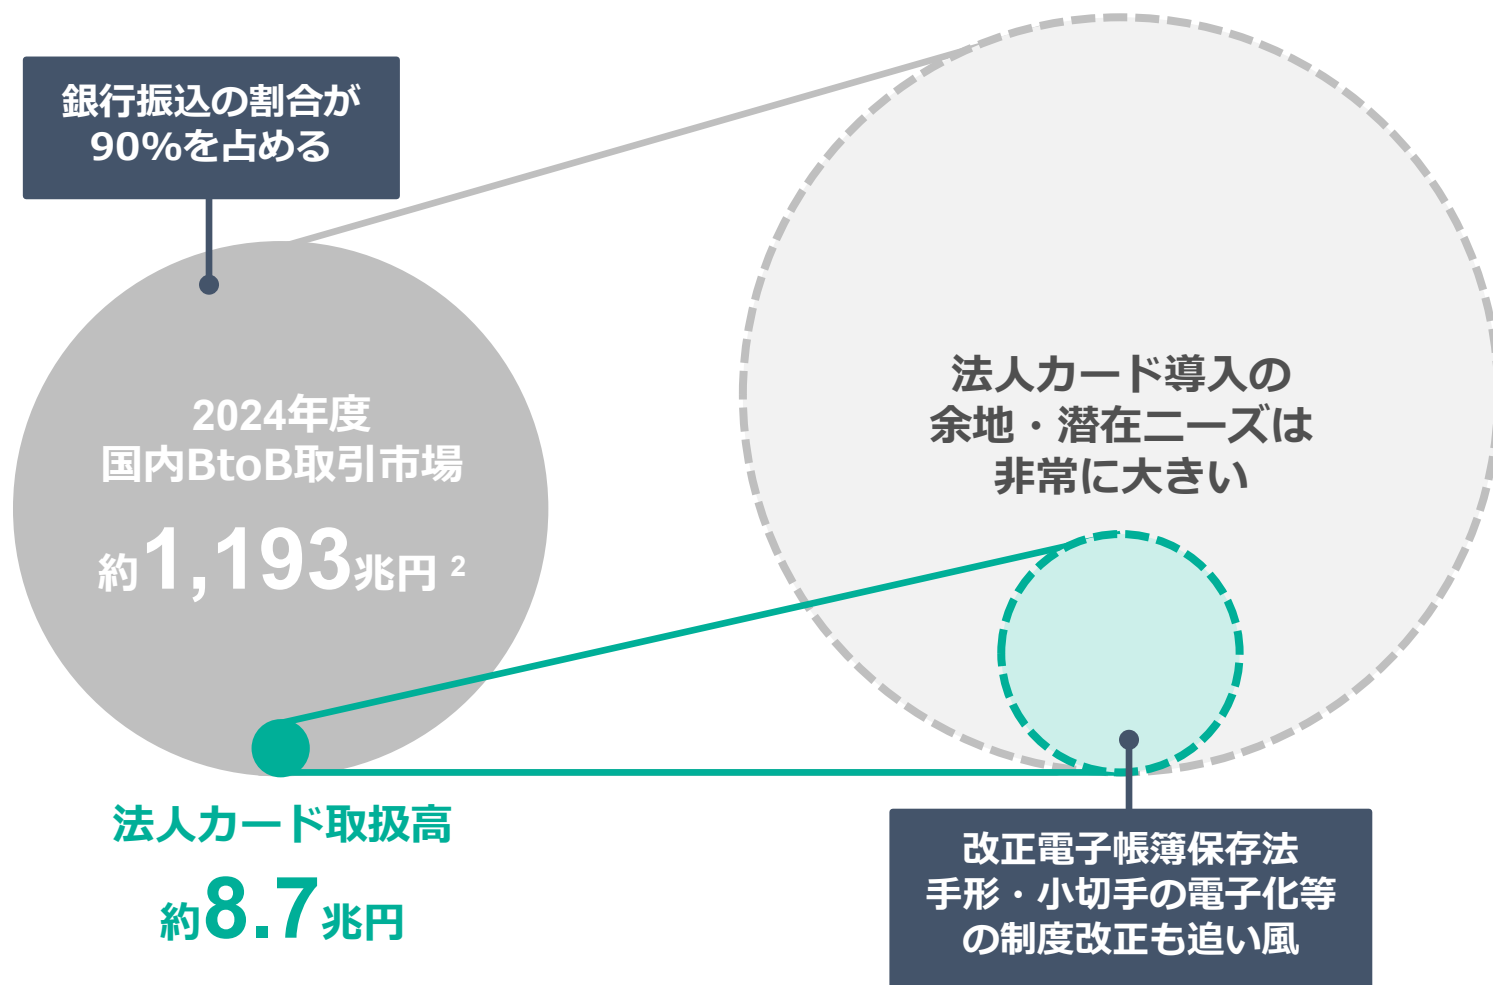 銀行振込の割合が
90%を占める
2024年度
国内BtoB取引市場
約1,193兆円 2
法人カード取扱高
約8.7兆円
法人カード導入の
余地・潜在ニーズは
非常に大きい
改正電子帳簿保存法
手形・小切手の電子化等
の制度改正も追い風